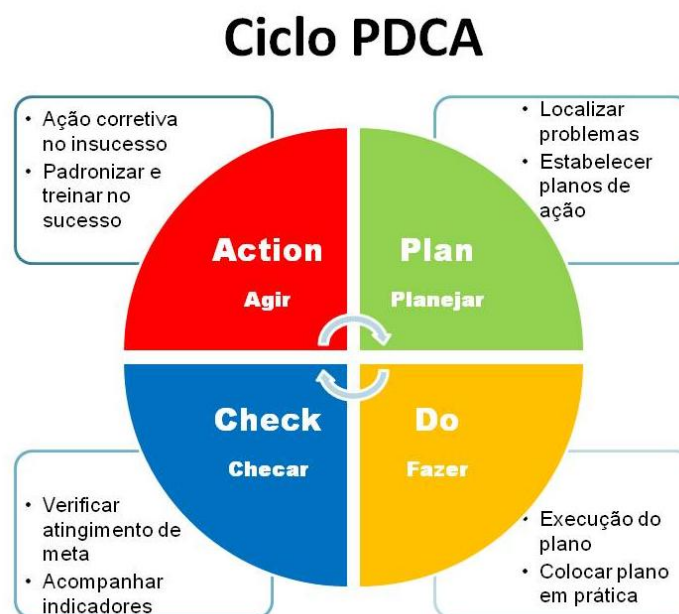 Ciclo PDCA
• Ação corretiva
no insucesso
• Padronizar e
treinar no
sucesso
• Localizar
problemas
• Estabelecer
planos de
ação
Action
Agir
Plan
Planejar
Check
Checar
Do
Fazer
• Verificar
atingimento de
meta
• Acompanhar
indicadores
• Execução do
plano
• Colocar plano
em prática